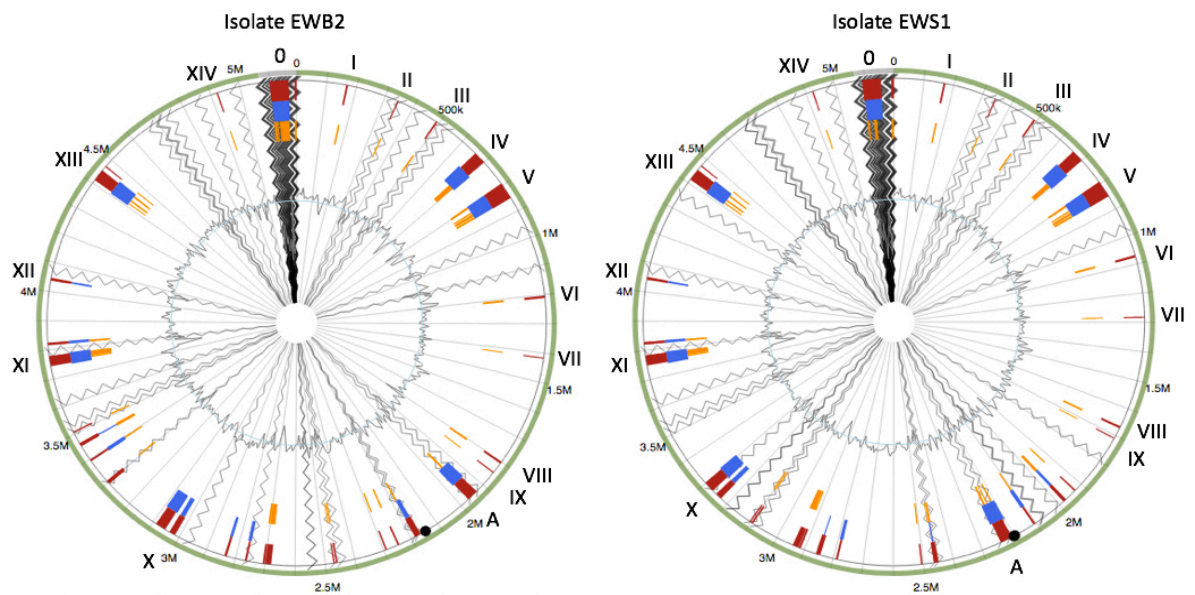 Isolate EWB2
0
0
I
II
III
500k
IV
V
1M
VI
VII
1.5M
VIII
IX
A
2M
2.5M
X
3M
3.5M
XI
4M
XII
XIII
4.5M
XIV
5M
Isolate EWS1
0
0
I
II
III
500k
IV
V
1M
VI
VII
1.5M
VIII
IX
2M
A
2.5M
3M
X
3.5M
XI
4M
XII
XIII
4.5M
XIV
5M